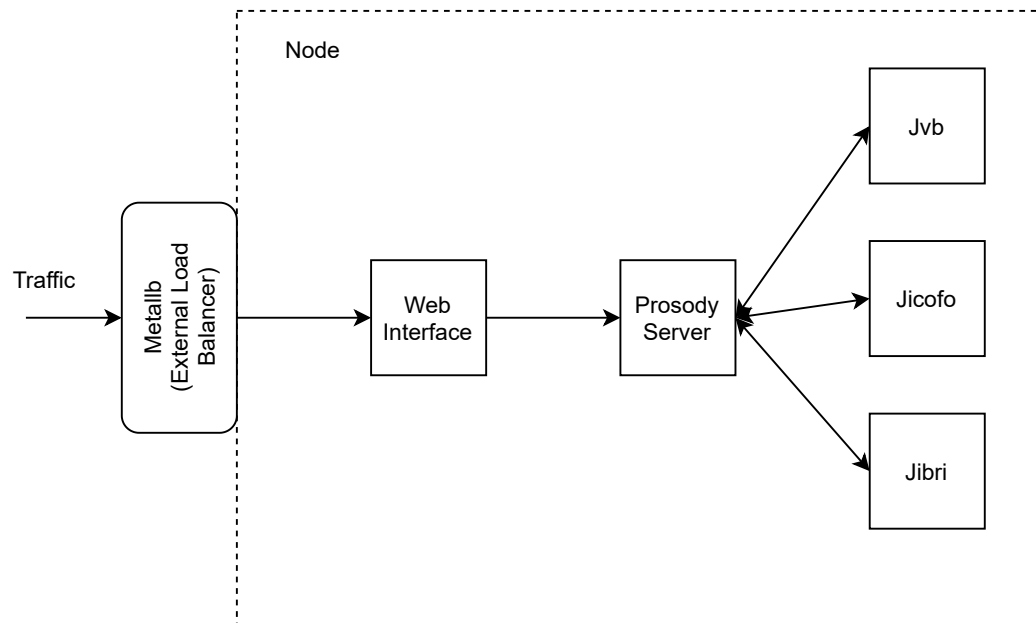 Node
Traffic
Metallb
(External Load
Balancer)
Web
Interface
Prosody
Server
Jvb
Jicofo
Jibri